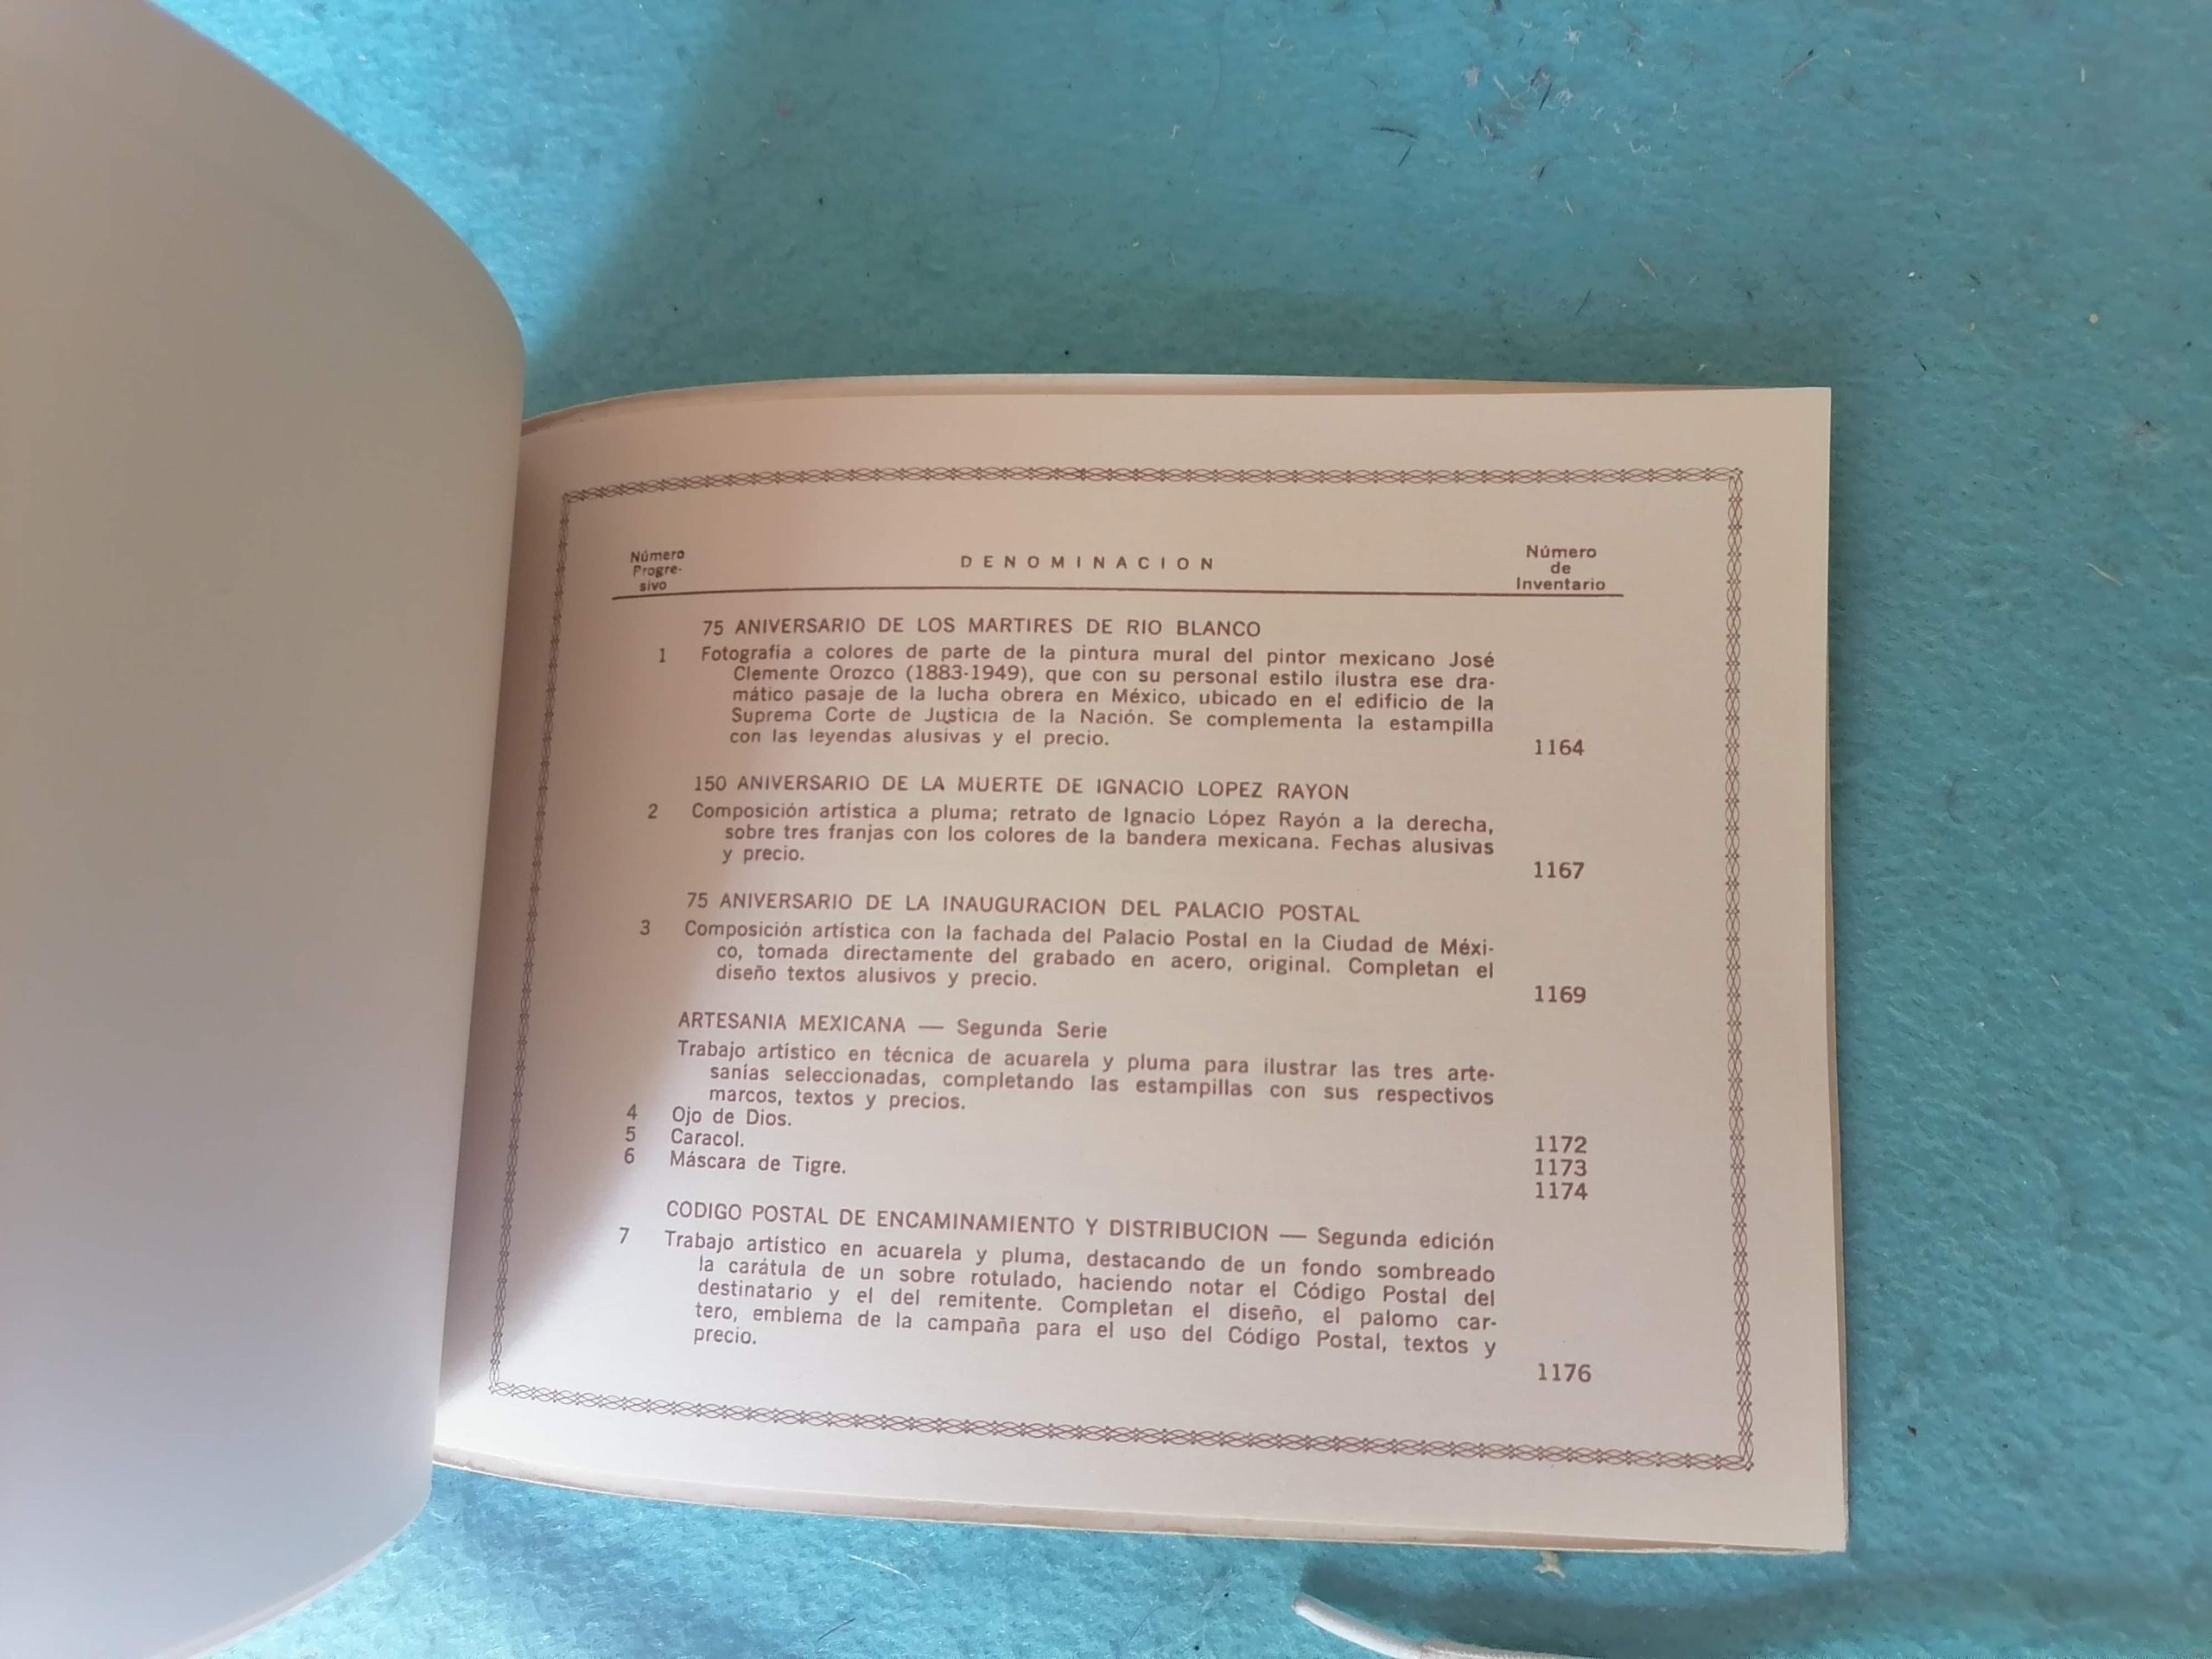 Número
Progre-
sivo
DENOMINACION
Número
de
Inventario
75 ANIVERSARIO DE LOS MARTIRES DE RIO BLANCO
1 Fotografía a colores de parte de la pintura mural del pintor mexicano José
Clemente Orozco (1883-1949), que con su personal estilo ilustra ese dra-
mático pasaje de la lucha obrera en México, ubicado en el edificio de la
Suprema Corte de Justicia de la Nación. Se complementa la estampilla
con las leyendas alusivas y el precio. 1164
150 ANIVERSARIO DE LA MUERTE DE IGNACIO LOPEZ RAYON
2 Composición artística a pluma; retrato de Ignacio López Rayón a la derecha,
sobre tres franjas con los colores de la bandera mexicana. Fechas alusivas
y precio. 1167
75 ANIVERSARIO DE LA INAUGURACION DEL PALACIO POSTAL
3 Composición artística con la fachada del Palacio Postal en la Ciudad de Méxi-
co, tomada directamente del grabado en acero, original. Completan el
diseño textos alusivos y precio. 1169
ARTESANIA MEXICANA — Segunda Serie
Trabajo artístico en técnica de acuarela y pluma para ilustrar las tres arte-
sanías seleccionadas, completando las estampillas con sus respectivos
marcos, textos y precios.
4 Ojo de Dios. 1172
5 Caracol. 1173
6 Máscara de Tigre. 1174
CODIGO POSTAL DE ENCAMINAMIENTO Y DISTRIBUCION — Segunda edición
7 Trabajo artístico en acuarela y pluma, destacando de un fondo sombreado
la carátula de un sobre rotulado, haciendo notar el Código Postal del
destinatario y el del remitente. Completan el diseño, el palomo car-
tero, emblema de la campaña para el uso del Código Postal, textos y
precio. 1176